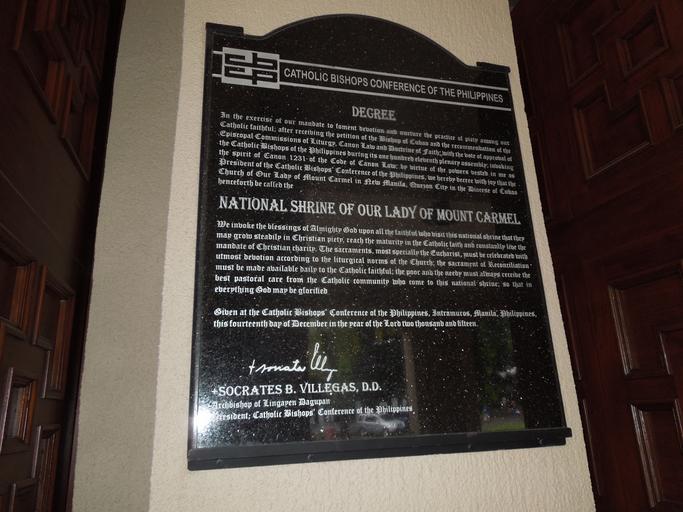 cbcp
CATHOLIC BISHOPS CONFERENCE OF THE PHILIPPINES
DEGREE
In the exercise of our mandate to foment devotion and nurture the practice of piety among our
Catholic faithful; after receiving the petition of the Bishop of Cubao and the recommendation of the
Episcopal Commissions of Liturgy, Canon Law and Doctrine of Faith; with the vote of approval of
the Catholic Bishops of the Philippines during its one hundred eleventh plenary assembly; invoking
the spirit of Canon 1231 of the Code of Canon Law; by virtue of the powers vested in me as
President of the Catholic Bishops' Conference of the Philippines, we hereby decree with joy that the
Church of Our Lady of Mount Carmel in New Manila, Quezon City in the Diocese of Cubao
henceforth be called the
NATIONAL SHRINE OF OUR LADY OF MOUNT CARMEL
We invoke the blessings of Almighty God upon all the faithful who visit this national shrine that they
may grow steadily in Christian piety, reach the maturity in the Catholic faith and constantly live the
mandate of Christian charity. The sacraments, most specially the Eucharist, must be celebrated with
utmost devotion according to the liturgical norms of the Church; the sacrament of Reconciliation
must be made available daily to the Catholic faithful; the poor and the needy must always receive the
best pastoral care from the Catholic community who come to this national shrine; so that in
everything God may be glorified
Given at the Catholic Bishops' Conference of the Philippines, Intramuros, Manila, Philippines,
this fourteenth day of December in the year of the Lord two thousand and fifteen.
+SOCRATES B. VILLEGAS, D.D.
Archbishop of Lingayen Dagupan
President; Catholic Bishops' Conference of the Philippines